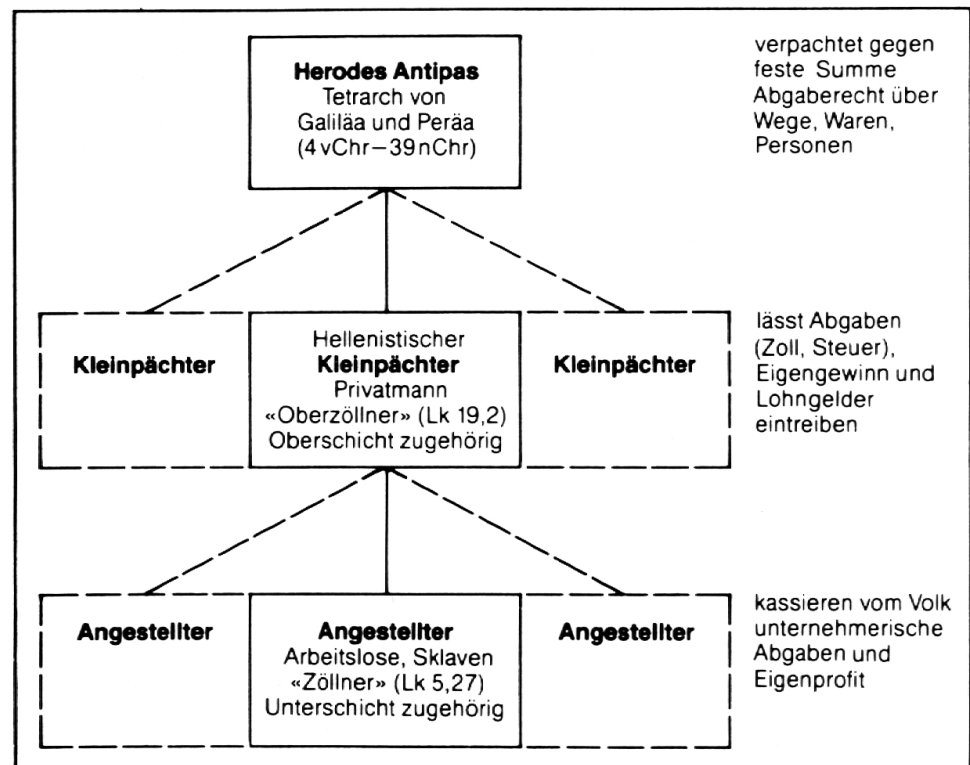 Herodes Antipas
Tetrarch von
Galiläa und Peräa
(4 vChr–39 nChr)
verpachtet gegen
feste Summe
Abgaberecht über
Wege, Waren,
Personen
Kleinpächter
Hellenistischer
Kleinpächter
Privatmann
«Oberzöllner» (Lk 19,2)
Oberschicht zugehörig
Kleinpächter
lässt Abgaben
(Zoll, Steuer),
Eigengewinn und
Lohngelder
eintreiben
Angestellter
Angestellter
Arbeitslose, Sklaven
«Zöllner» (Lk 5,27)
Unterschicht zugehörig
Angestellter
kassieren vom Volk
unternehmerische
Abgaben und
Eigenprofit